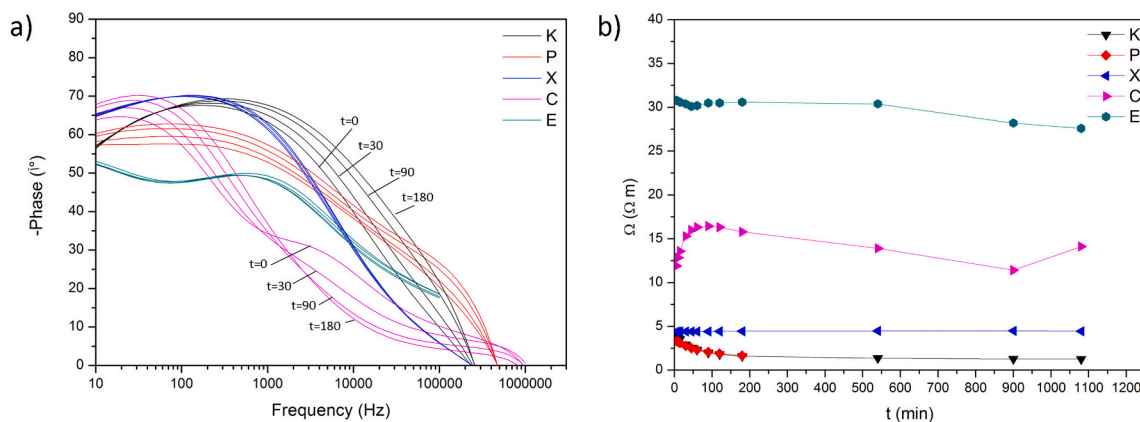 a)
90
80
70
60
50
40
30
20
10
0
-Phase (i°)
10
100
1000
10000
100000
1000000
Frequency (Hz)
K
P
X
C
E
t=0
t=30
t=90
t=180
t=0
t=30
t=90
t=180
b)
40
35
30
25
20
15
10
5
0
Ω (Ω m)
0 100 200 300 400 500 600 700 800 900 1000 1100 1200
t (min)
K
P
X
C
E